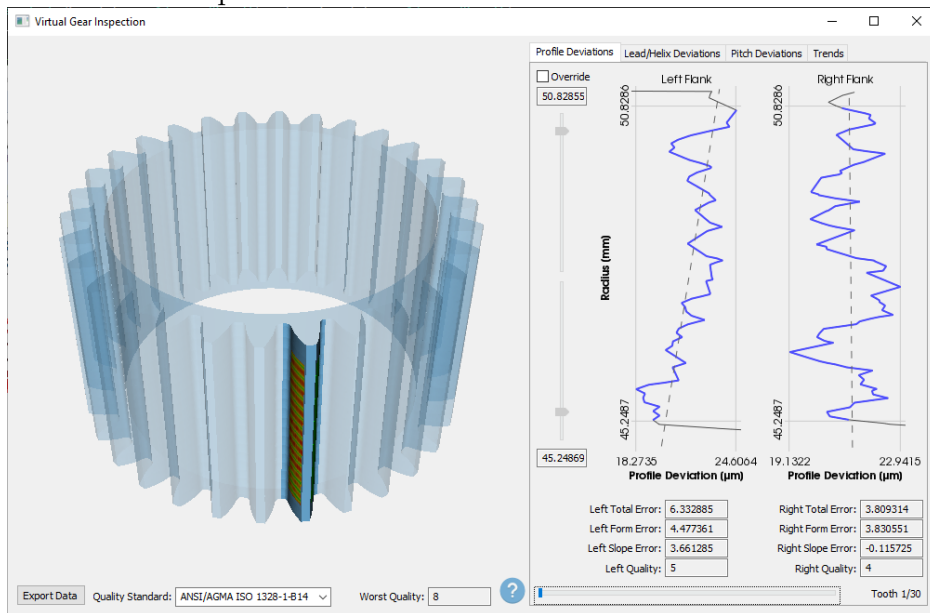 Virtual Gear Inspection
Profile Deviations Lead/Helix Deviations Pitch Deviations Trends
Override
50.82855
Left Flank Right Flank
50.8286 50.8286
Radius (mm)
45.2487 45.2487
45.24869
18.2735 24.0064 19.1322 22.9415
Profile Deviation (µm) Profile Deviation (µm)
Left Total Error: 6.332885 Right Total Error: 3.809314
Left Form Error: 4.477361 Right Form Error: 3.830551
Left Slope Error: 3.661285 Right Slope Error: -0.115725
Left Quality: 5 Right Quality: 4
Export Data Quality Standard: ANSI/AGMA ISO 1328-1-B14 Worst Quality: 8 ? Tooth 1/30